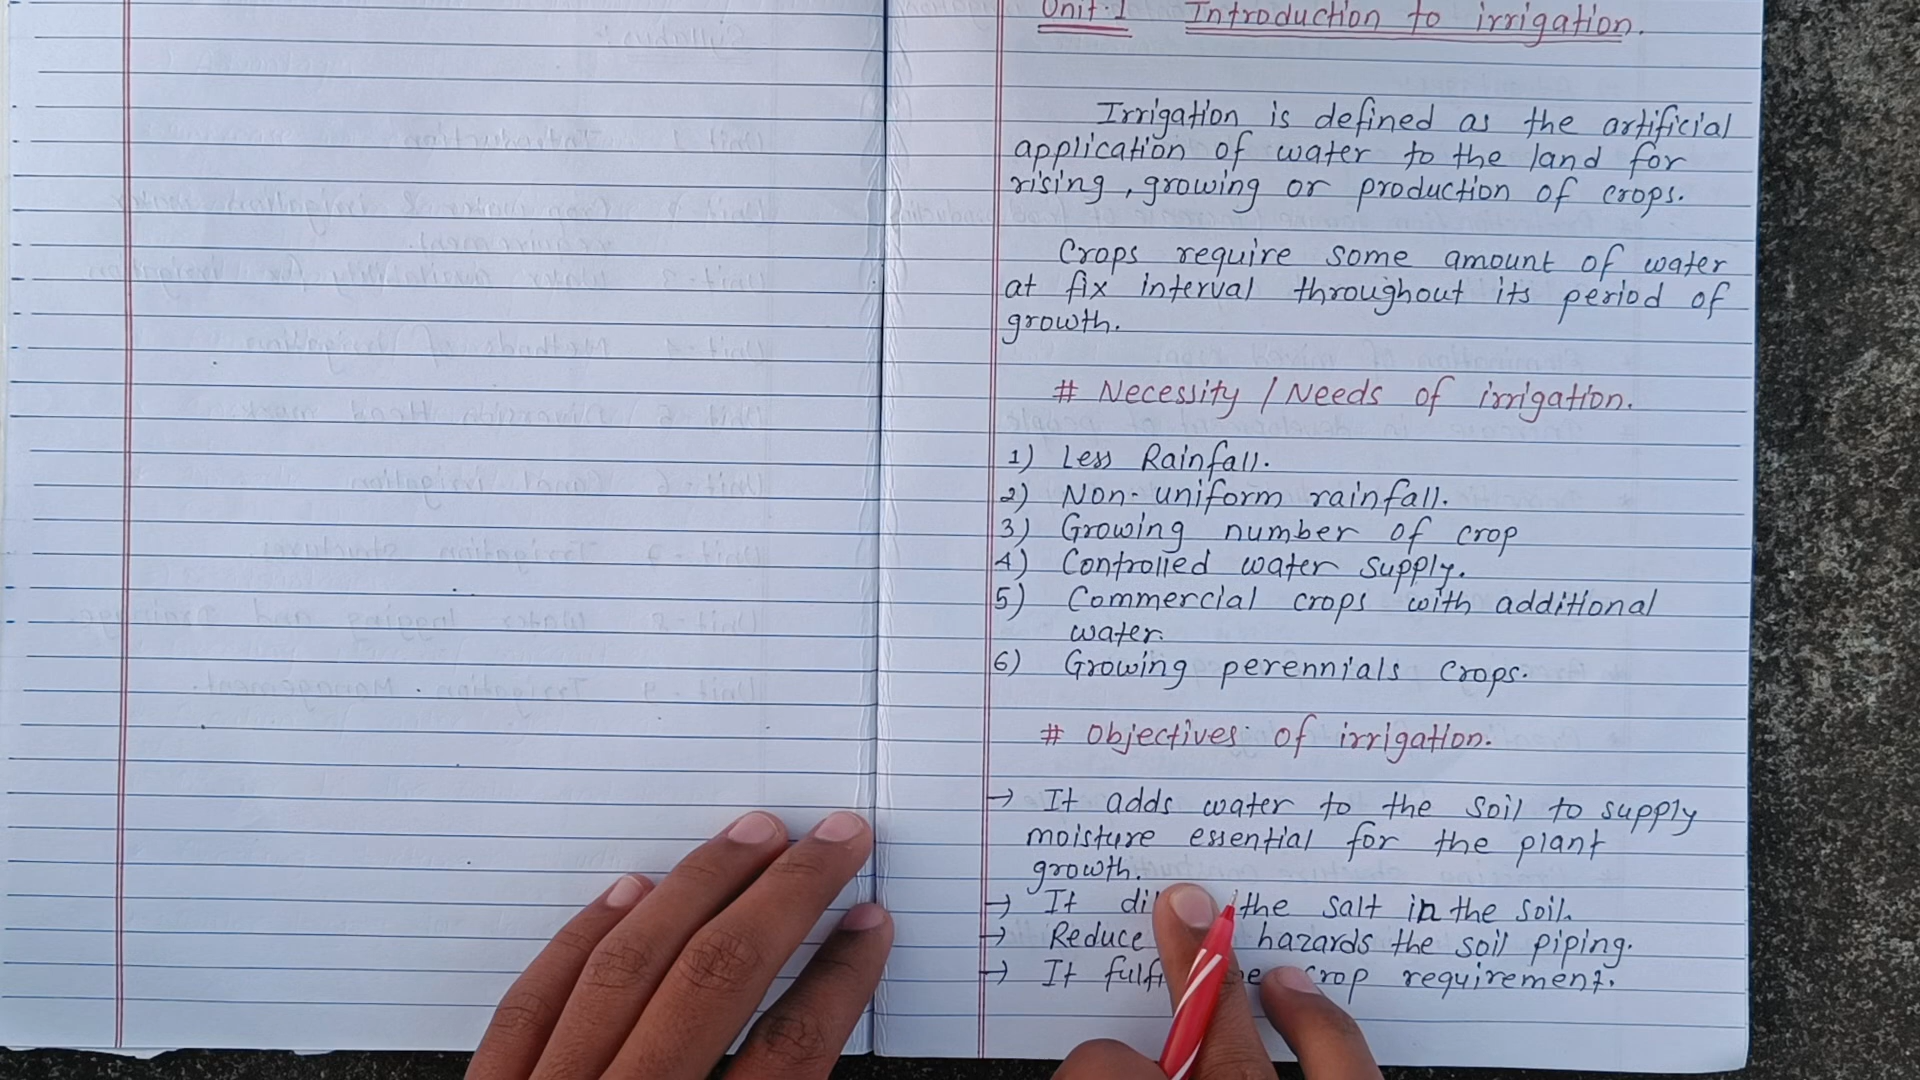 Unit-1 Introduction to irrigation.
Irrigation is defined as the artificial
application of water to the land for
rising, growing or production of crops.
Crops require some amount of water
at fix interval throughout its period of
growth.
# Necessity / Needs of irrigation.
1) Less Rainfall.
2) Non-uniform rainfall.
3) Growing number of crop
4) Controlled water supply.
5) Commercial crops with additional
water.
6) Growing perennials crops.
# Objectives of irrigation.
→ It adds water to the soil to supply
moisture essential for the plant
growth.
→ It the salt in the soil.
→ Reduce hazards the soil piping.
→ It crop requirement.